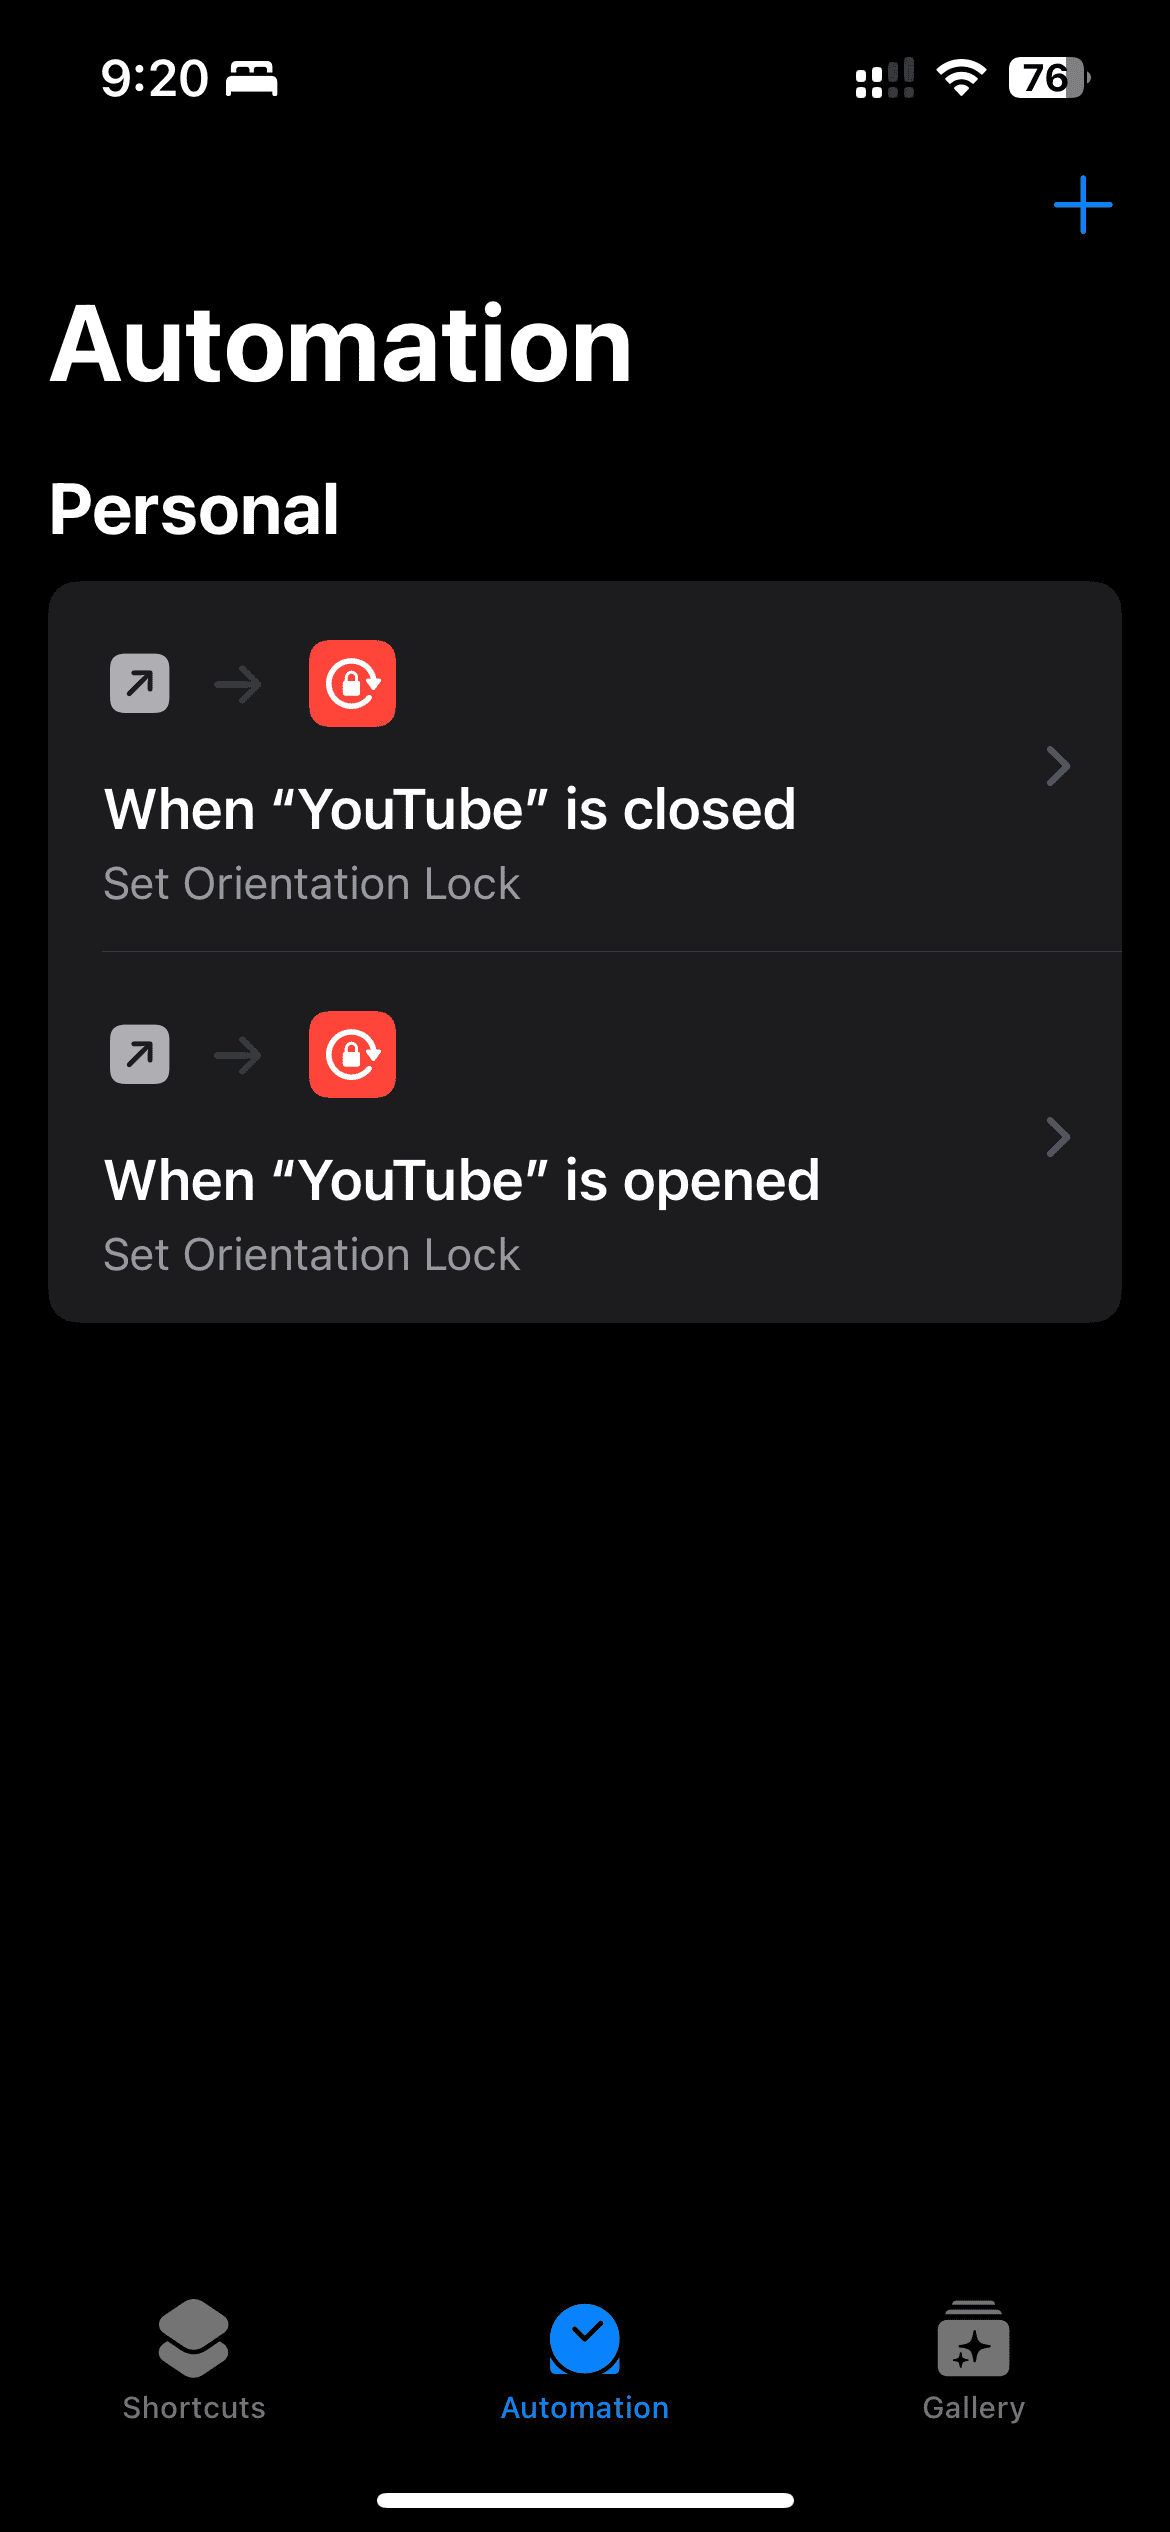 9:20
76
Automation
Personal
When “YouTube” is closed
Set Orientation Lock
When “YouTube” is opened
Set Orientation Lock
Shortcuts
Automation
Gallery